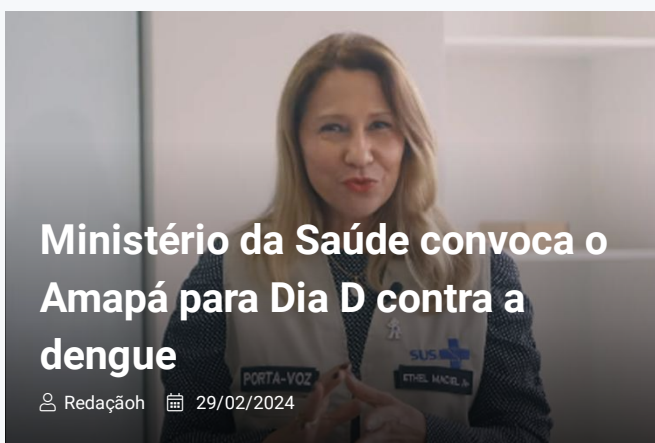 Ministério da Saúde convoca o
Amapá para Dia D contra a
dengue
SUS
PORTA-VOZ
ETHEL MACIEL
Redaçãoh 29/02/2024